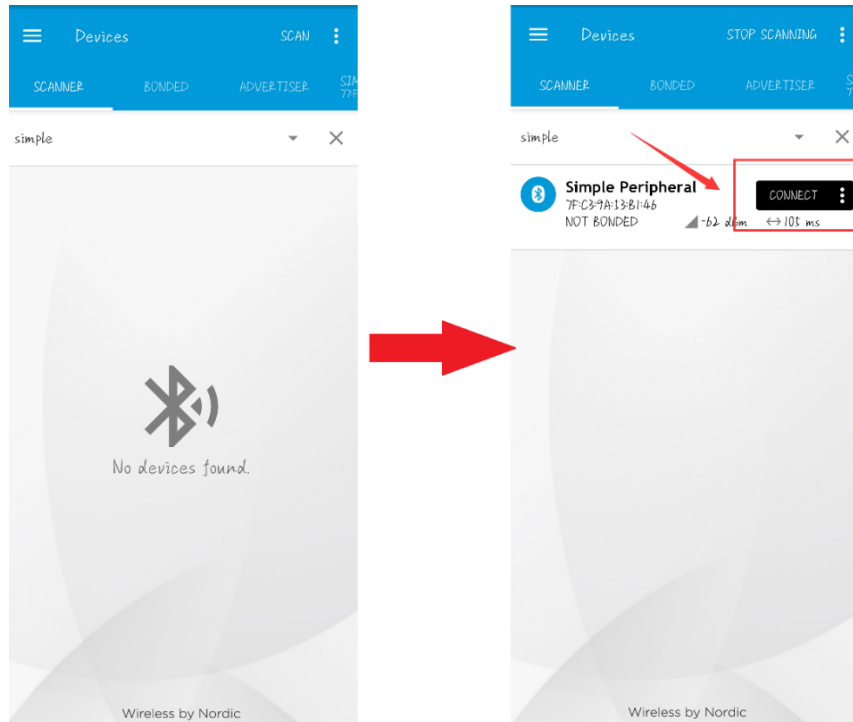 Devices SCAN
SCANNER BONDED ADVERTISER
simple
No devices found.
Wireless by Nordic
Devices STOP SCANNING
SCANNER BONDED ADVERTISER
simple
Simple Peripheral
CONNECT
7F:C3:9A:13:B1:46
NOT BONDED -62 dBm ↔ 103 ms
Wireless by Nordic